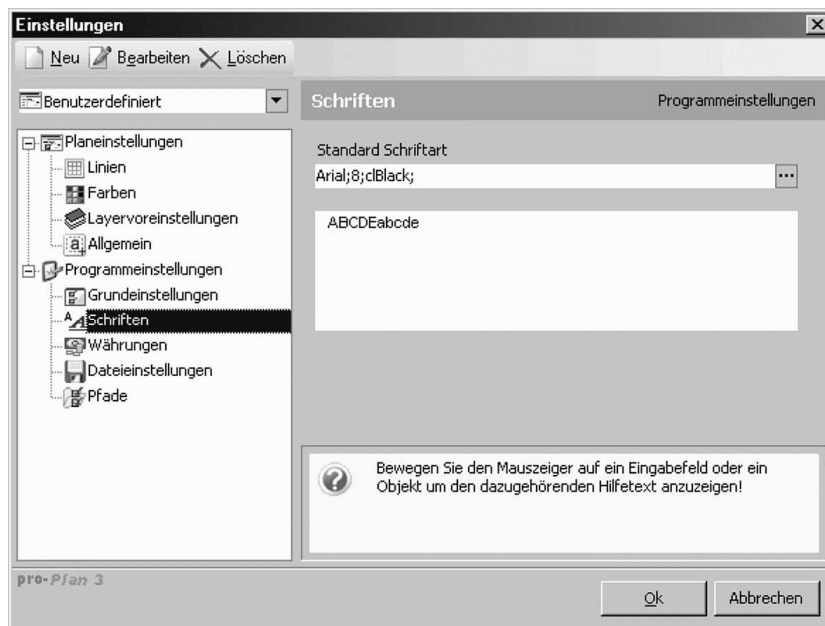 Einstellungen
Neu Bearbeiten Löschen
Benutzerdefiniert
Schriften Programmeinstellungen
Planeinstellungen
Linien
Farben
Layervoreinstellungen
Allgemein
Programmeinstellungen
Grundeinstellungen
Schriften
Währungen
Dateieinstellungen
Pfade
Standard Schriftart
Arial;8;clBlack;
...
ABCDEabcde
Bewegen Sie den Mauszeiger auf ein Eingabefeld oder ein
Objekt um den dazugehörenden Hilfetext anzuzeigen!
pro-Plan 3
Ok Abbrechen